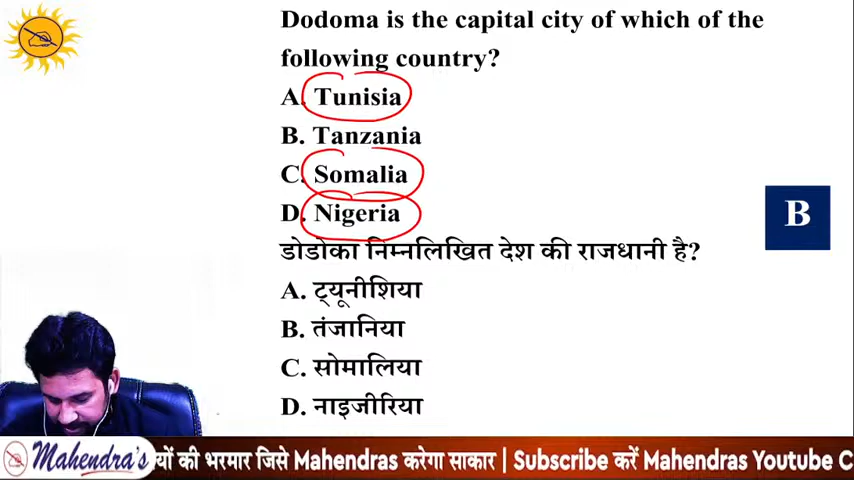 Dodoma is the capital city of which of the
following country?
A. Tunisia
B. Tanzania
C. Somalia
D. Nigeria
B
डोडोका निम्नलिखित देश की राजधानी है?
A. ट्यूनीशिया
B. तंजानिया
C. सोमालिया
D. नाइजीरिया
Mahendra's
यों की भरमार जिसे Mahendras करेगा साकार | Subscribe करें Mahendras Youtube C